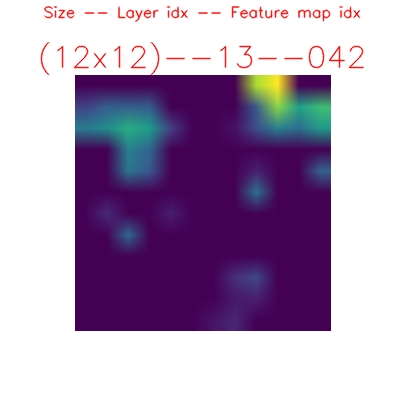 Size -- Layer idx -- Feature map idx
(12x12)--13--042